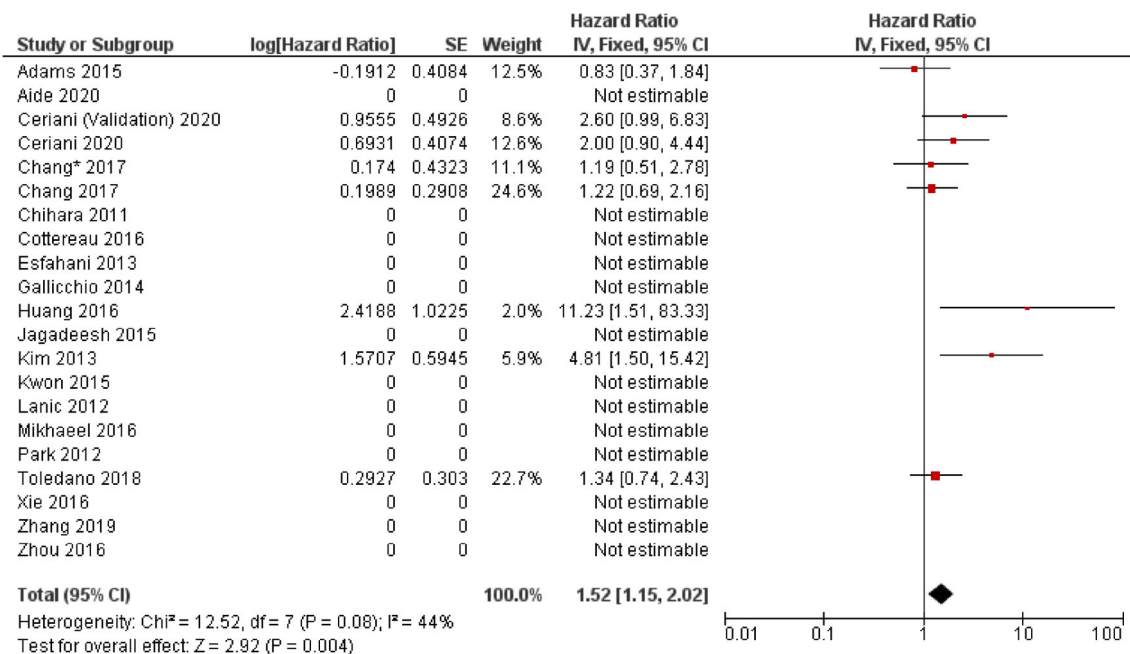 Hazard Ratio Hazard Ratio
Study or Subgroup log[Hazard Ratio] SE Weight IV, Fixed, 95% CI IV, Fixed, 95% CI
Adams 2015 -0.1912 0.4084 12.5% 0.83 [0.37, 1.84]
Aide 2020 0 0 Not estimable
Ceriani (Validation) 2020 0.9555 0.4926 8.6% 2.60 [0.99, 6.83]
Ceriani 2020 0.6931 0.4074 12.6% 2.00 [0.90, 4.44]
Chang* 2017 0.174 0.4323 11.1% 1.19 [0.51, 2.78]
Chang 2017 0.1989 0.2908 24.6% 1.22 [0.69, 2.16]
Chihara 2011 0 0 Not estimable
Cottereau 2016 0 0 Not estimable
Esfahani 2013 0 0 Not estimable
Gallicchio 2014 0 0 Not estimable
Huang 2016 2.4188 1.0225 2.0% 11.23 [1.51, 83.33]
Jagadeesh 2015 0 0 Not estimable
Kim 2013 1.5707 0.5945 5.9% 4.81 [1.50, 15.42]
Kwon 2015 0 0 Not estimable
Lanic 2012 0 0 Not estimable
Mikhaeel 2016 0 0 Not estimable
Park 2012 0 0 Not estimable
Toledano 2018 0.2927 0.303 22.7% 1.34 [0.74, 2.43]
Xie 2016 0 0 Not estimable
Zhang 2019 0 0 Not estimable
Zhou 2016 0 0 Not estimable
Total (95% CI) 100.0% 1.52 [1.15, 2.02]
Heterogeneity: Chi² = 12.52, df = 7 (P = 0.08); I² = 44%
Test for overall effect: Z = 2.92 (P = 0.004)
0.01 0.1 1 10 100